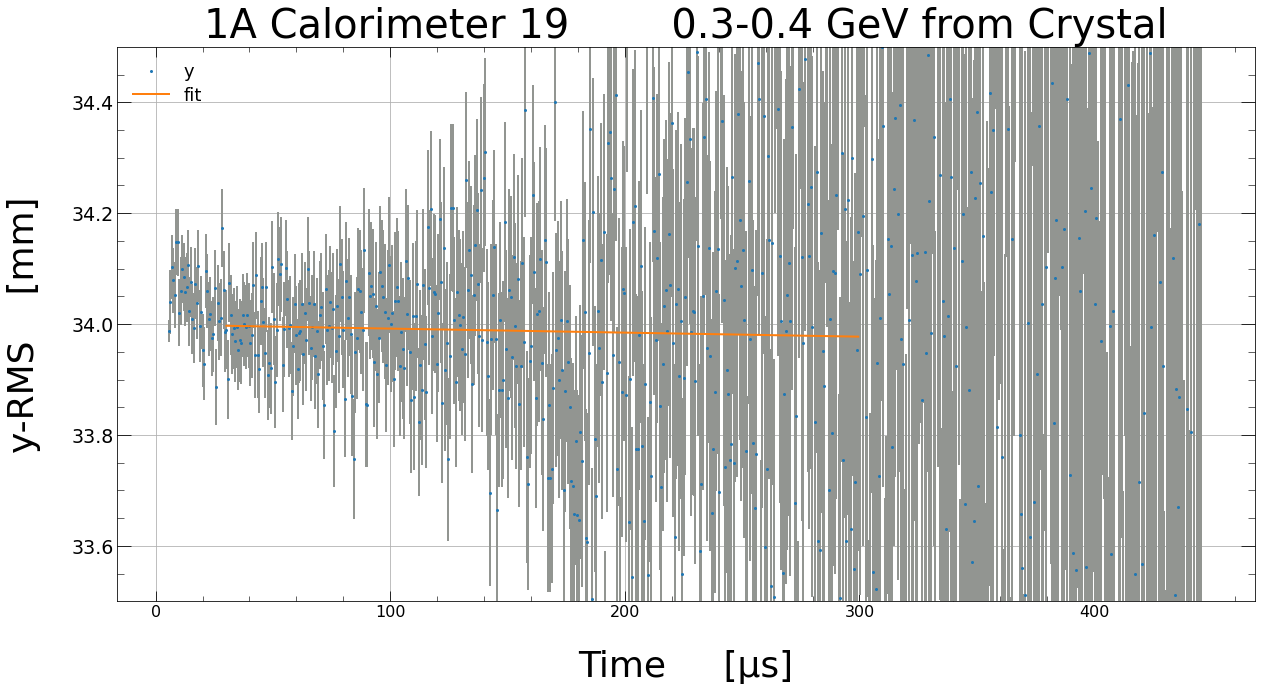 1A Calorimeter 19 0.3-0.4 GeV from Crystal
y
fit
y-RMS [mm]
34.4
34.2
34.0
33.8
33.6
0 100 200 300 400
Time [μs]